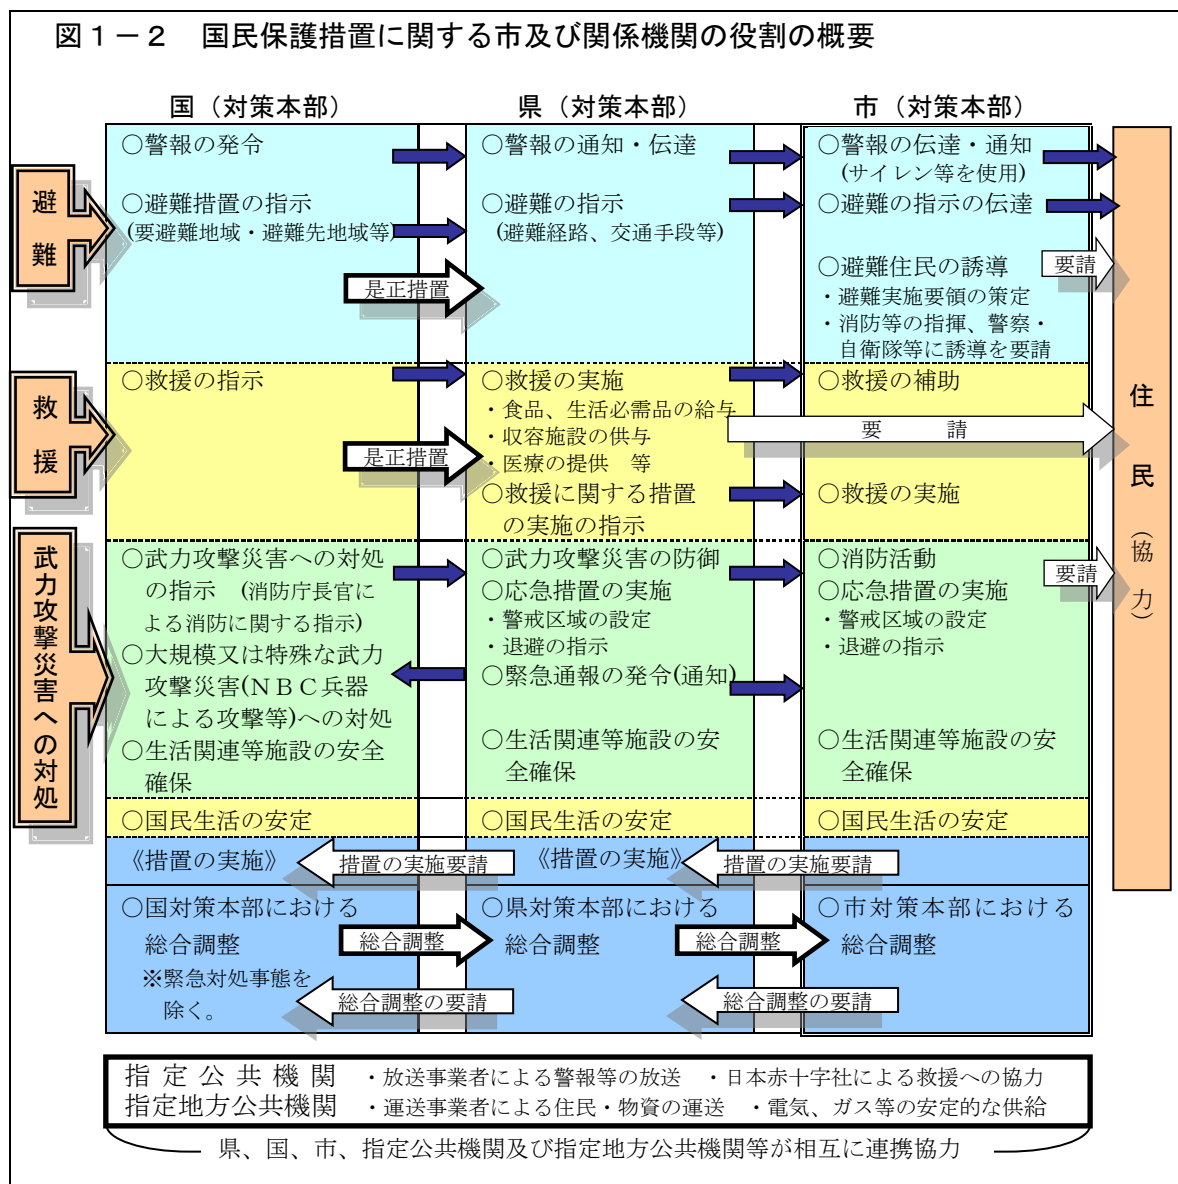 図１－２　国民保護措置に関する市及び関係機関の役割の概要
国（対策本部）
県（対策本部）
市（対策本部）
避難
○警報の発令
○避難措置の指示
(要避難地域・避難先地域等)
是正措置
○警報の通知・伝達
○避難の指示
(避難経路、交通手段等)
○警報の伝達・通知
(サイレン等を使用)
○避難の指示の伝達
○避難住民の誘導
・避難実施要領の策定
・消防等の指揮、警察・
自衛隊等に誘導を要請
要請
救援
○救援の指示
是正措置
○救援の実施
・食品、生活必需品の給与
・収容施設の供与
・医療の提供　等
○救援に関する措置
の実施の指示
○救援の補助
要　　請
○救援の実施
武力攻撃災害への対処
○武力攻撃災害への対処
の指示　(消防庁長官に
よる消防に関する指示)
○大規模又は特殊な武力
攻撃災害(ＮＢＣ兵器
による攻撃等)への対処
○生活関連等施設の安全
確保
○武力攻撃災害の防御
○応急措置の実施
・警戒区域の設定
・退避の指示
○緊急通報の発令(通知)
○生活関連等施設の安
全確保
○消防活動
○応急措置の実施
・警戒区域の設定
・退避の指示
○生活関連等施設の安
全確保
要請
住民（協力）
○国民生活の安定
○国民生活の安定
○国民生活の安定
《措置の実施》
措置の実施要請
《措置の実施》
措置の実施要請
○国対策本部における
総合調整
※緊急対処事態を
除く。
総合調整
総合調整の要請
○県対策本部における
総合調整
総合調整
総合調整の要請
○市対策本部における
総合調整
指定公共機関　・放送事業者による警報等の放送　・日本赤十字社による救援への協力
指定地方公共機関　・運送事業者による住民・物資の運送　・電気、ガス等の安定的な供給
県、国、市、指定公共機関及び指定地方公共機関等が相互に連携協力